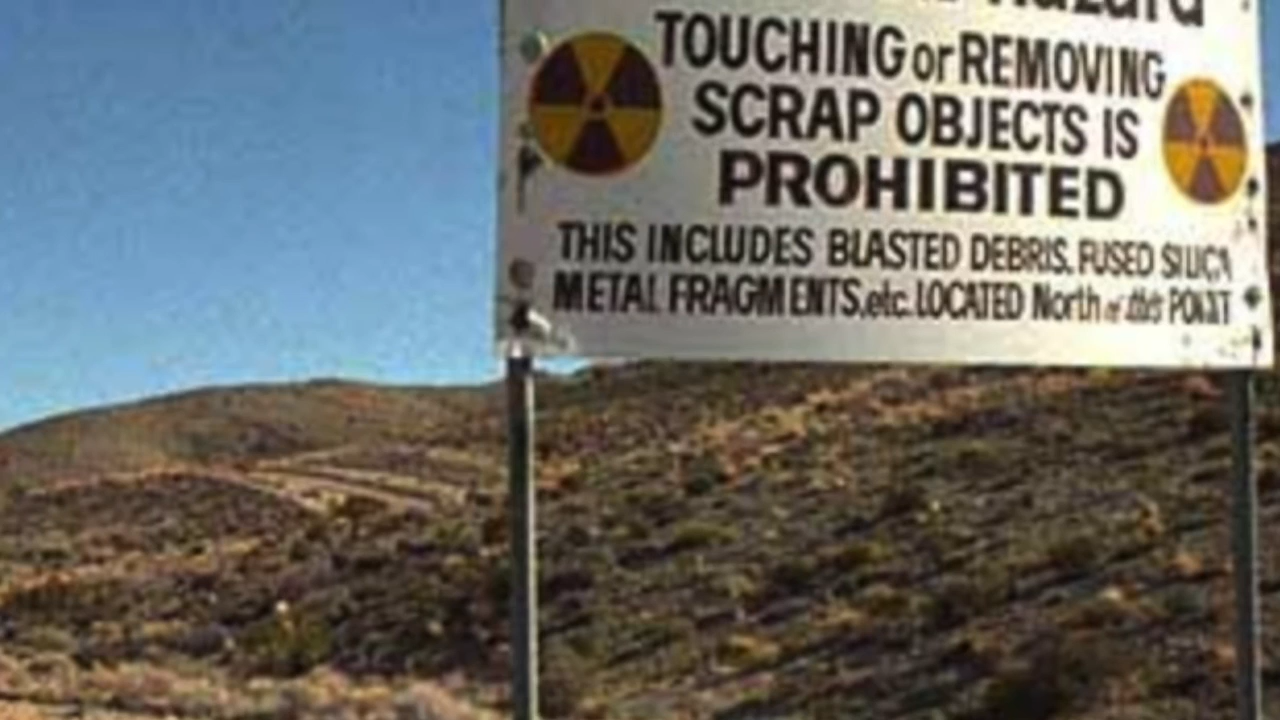 Hazard
TOUCHING or REMOVING
SCRAP OBJECTS IS
PROHIBITED
THIS INCLUDES BLASTED DEBRIS. FUSED SILICA
METAL FRAGMENTS.etc. LOCATED North of this POINT